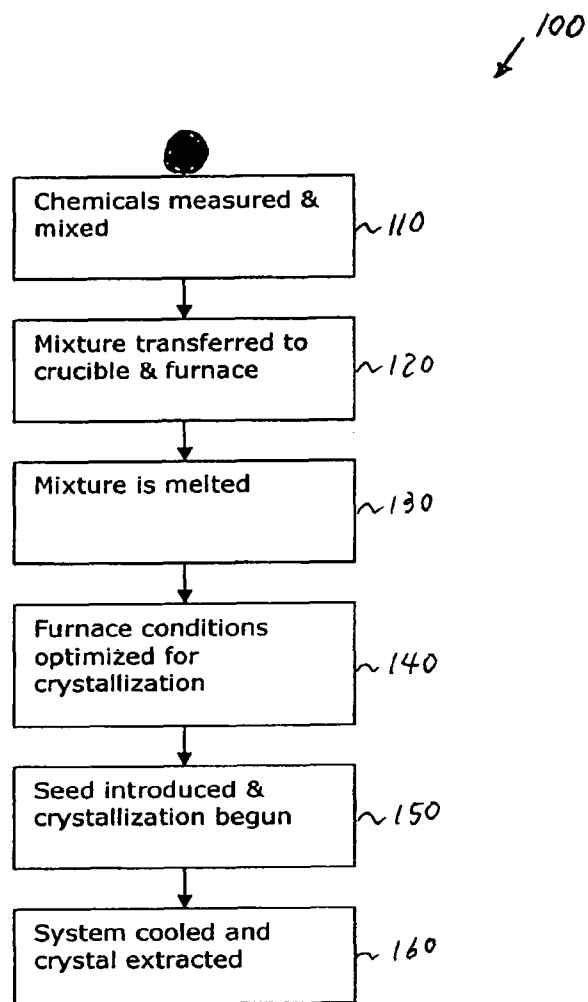 100
Chemicals measured &
mixed
110
Mixture transferred to
crucible & furnace
120
Mixture is melted
130
Furnace conditions
optimized for
crystallization
140
Seed introduced &
crystallization begun
150
System cooled and
crystal extracted
160